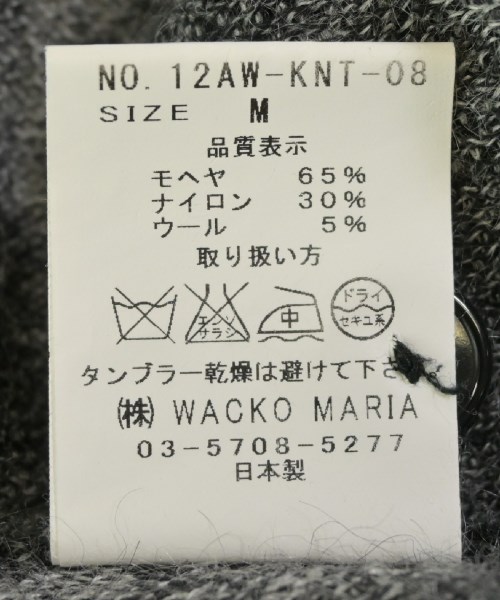 NO. 12AW-KNT-08
SIZE M
品質表示
モヘヤ 65%
ナイロン 30%
ウール 5%
取り扱い方
エンソサラシ
中
ドライ
セキユ系
タンブラー乾燥は避けて下さ
㈱ WACKO MARIA
03-5708-5277
日本製